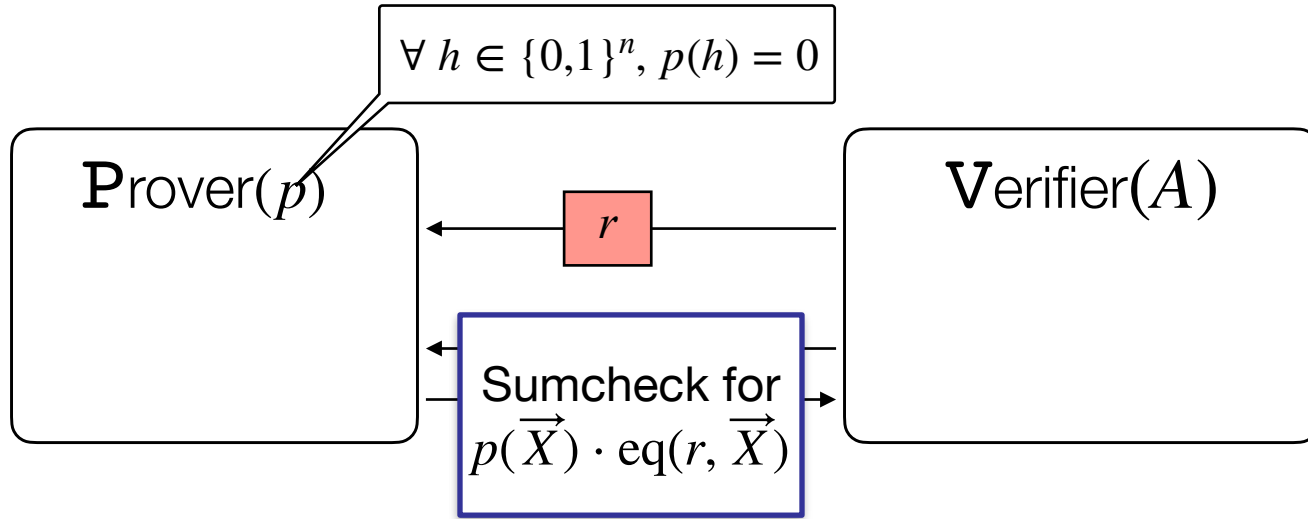 ∀ h ∈ {0,1}ⁿ, p(h) = 0
Prover(p)
Verifier(A)
r
Sumcheck for
p(X⃗) · eq(r, X⃗)